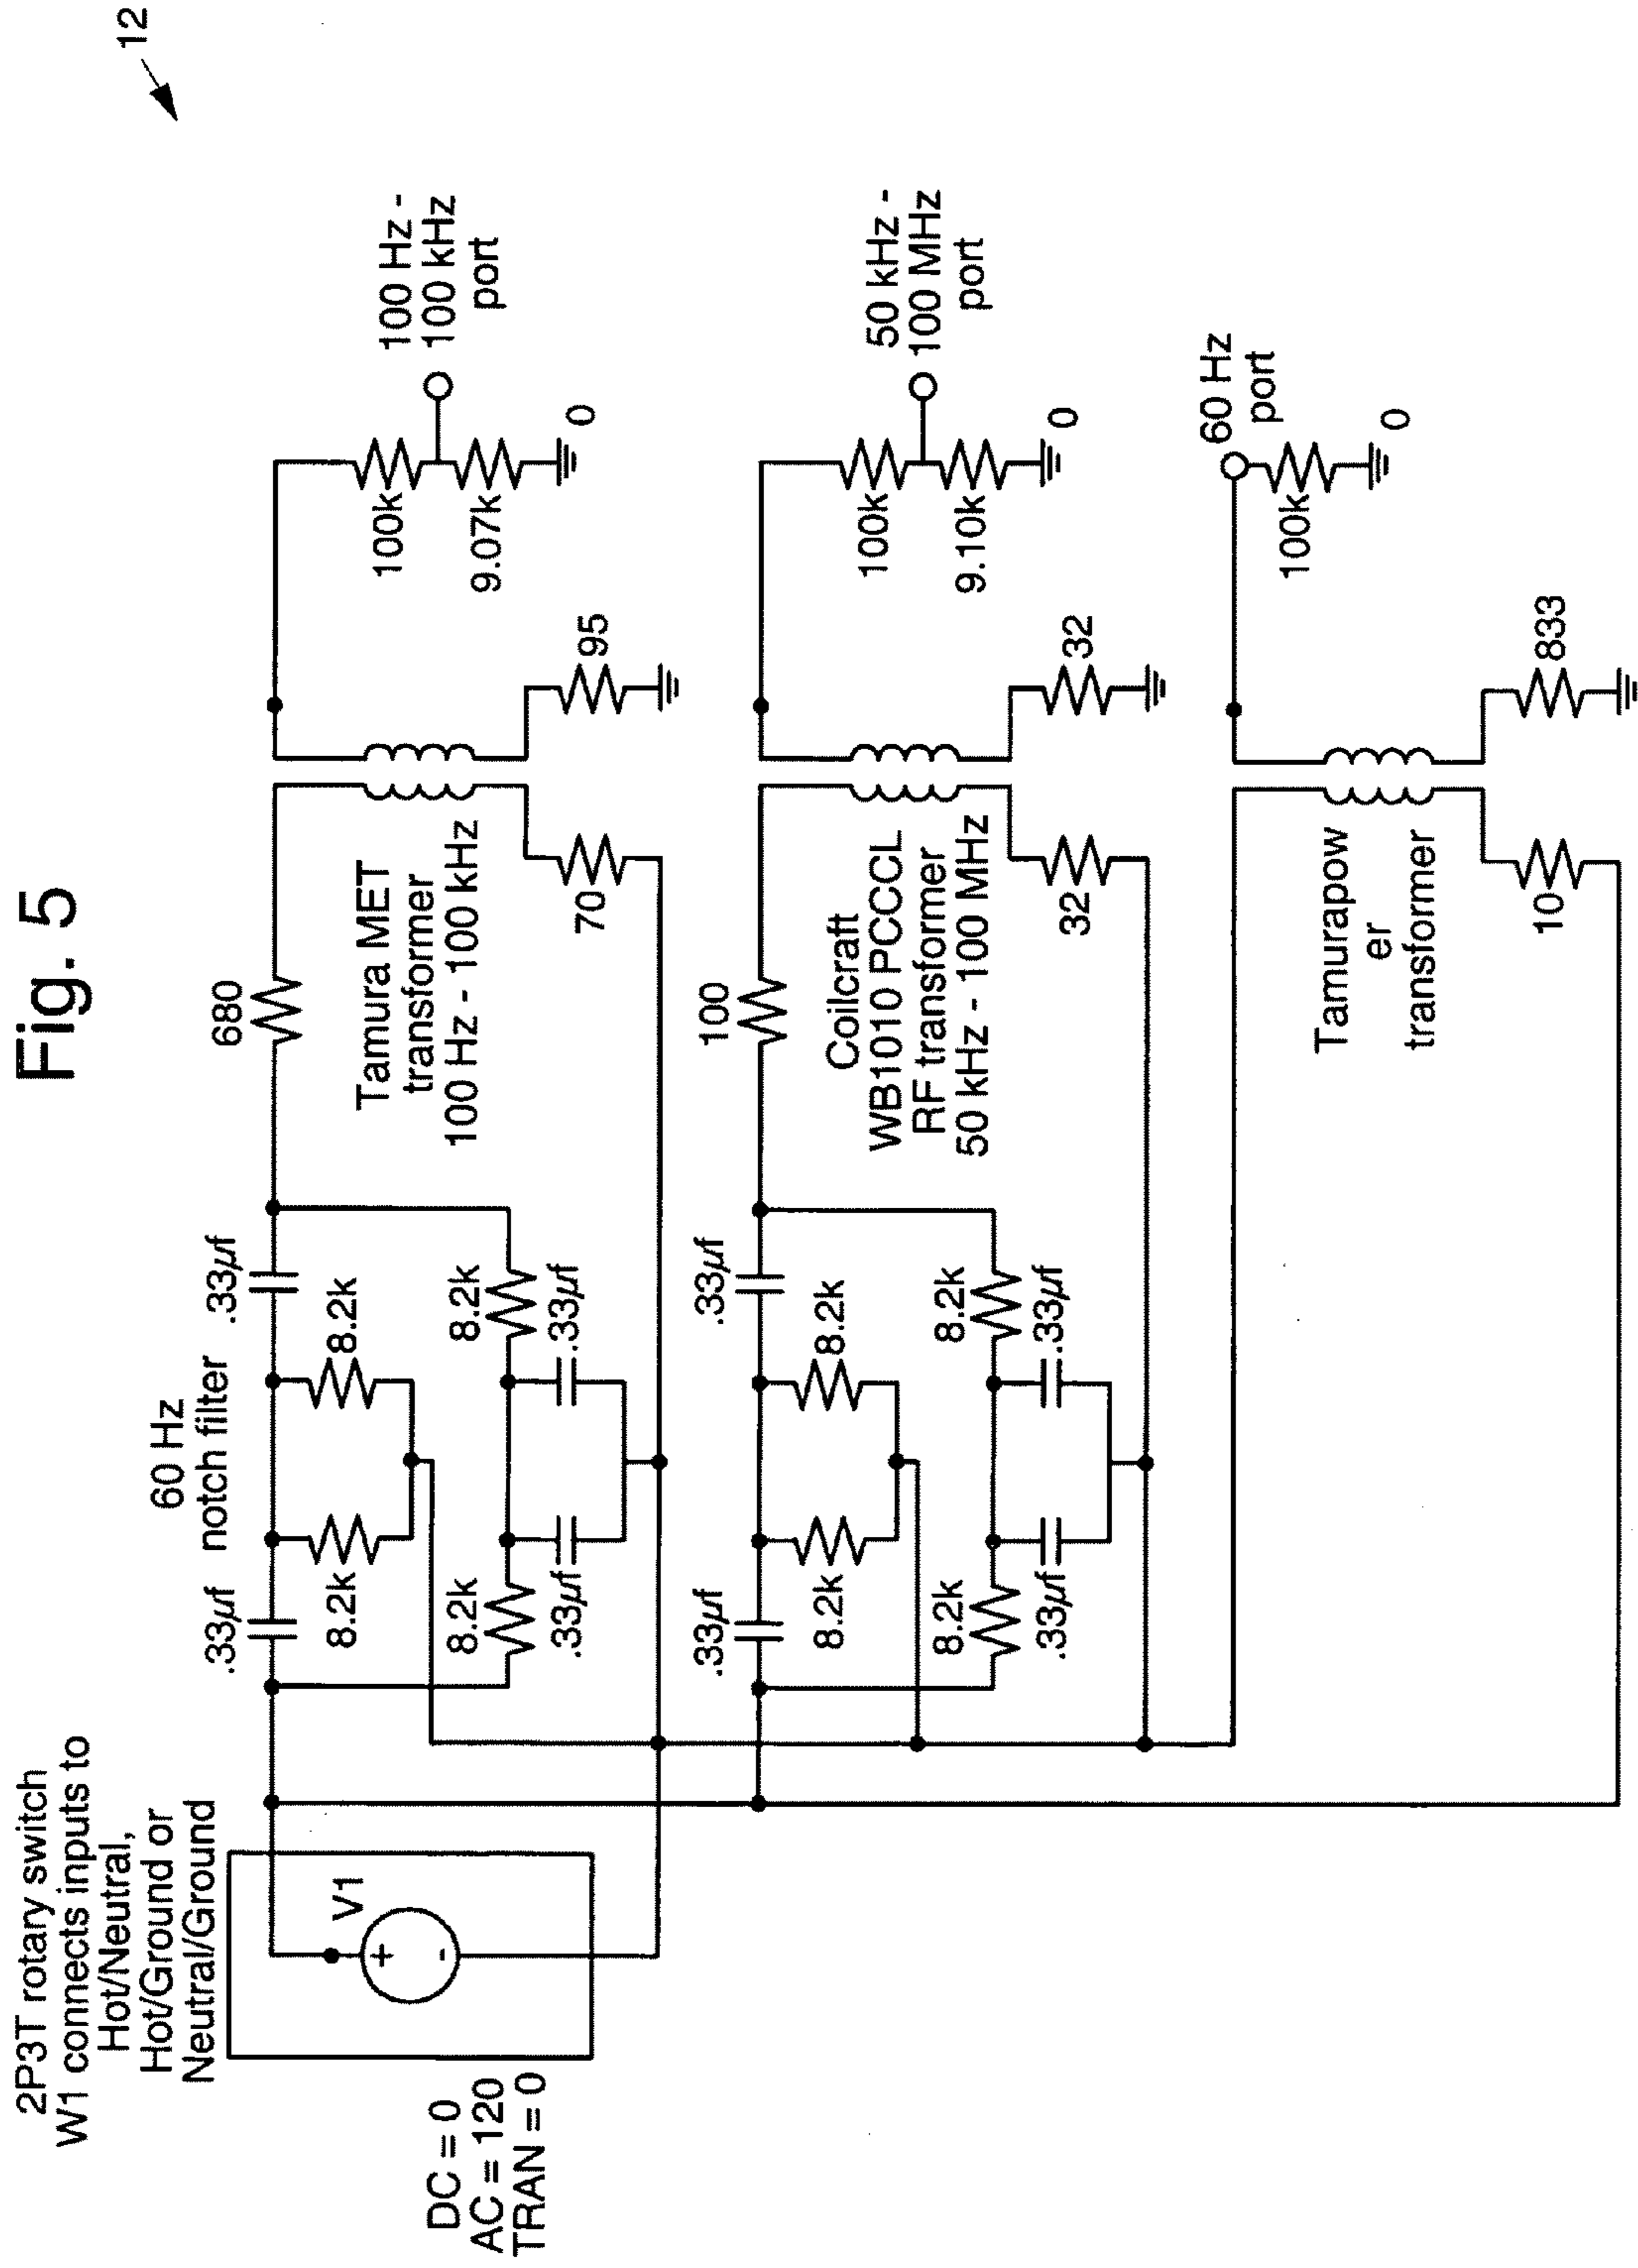 Fig. 5
12
2P3T rotary switch
W1 connects inputs to
Hot/Neutral,
Hot/Ground or
Neutral/Ground
V1
+
-
DC = 0
AC = 120
TRAN = 0
60 Hz
notch filter
.33µf
.33µf
8.2k
8.2k
8.2k
8.2k
.33µf
.33µf
680
Tamura MET
transformer
100 Hz - 100 kHz
70
95
100k
9.07k
0
100 Hz -
100 kHz
port
.33µf
.33µf
8.2k
8.2k
8.2k
8.2k
.33µf
.33µf
100
Coilcraft
WB1010 PCCCL
RF transformer
50 kHz - 100 MHz
32
32
100k
9.10k
0
50 kHz -
100 MHz
port
Tamurapow
er
transformer
10
833
60 Hz
port
100k
0